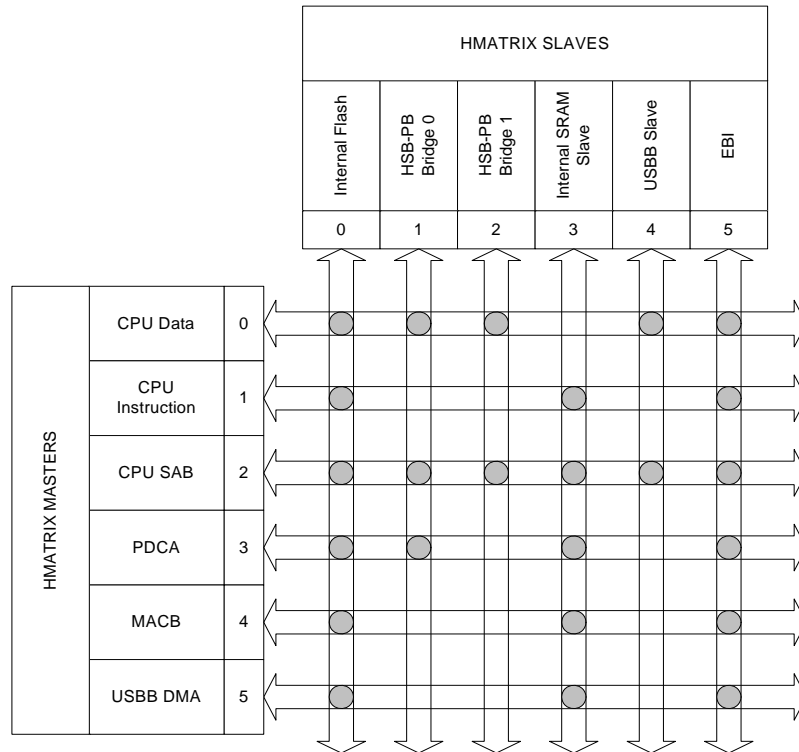 HMATRIX SLAVES
Internal Flash
HSB-PB
Bridge 0
HSB-PB
Bridge 1
Internal SRAM
Slave
USBB Slave
EBI
0
1
2
3
4
5
HMATRIX MASTERS
CPU Data
0
CPU
Instruction
1
CPU SAB
2
PDCA
3
MACB
4
USBB DMA
5